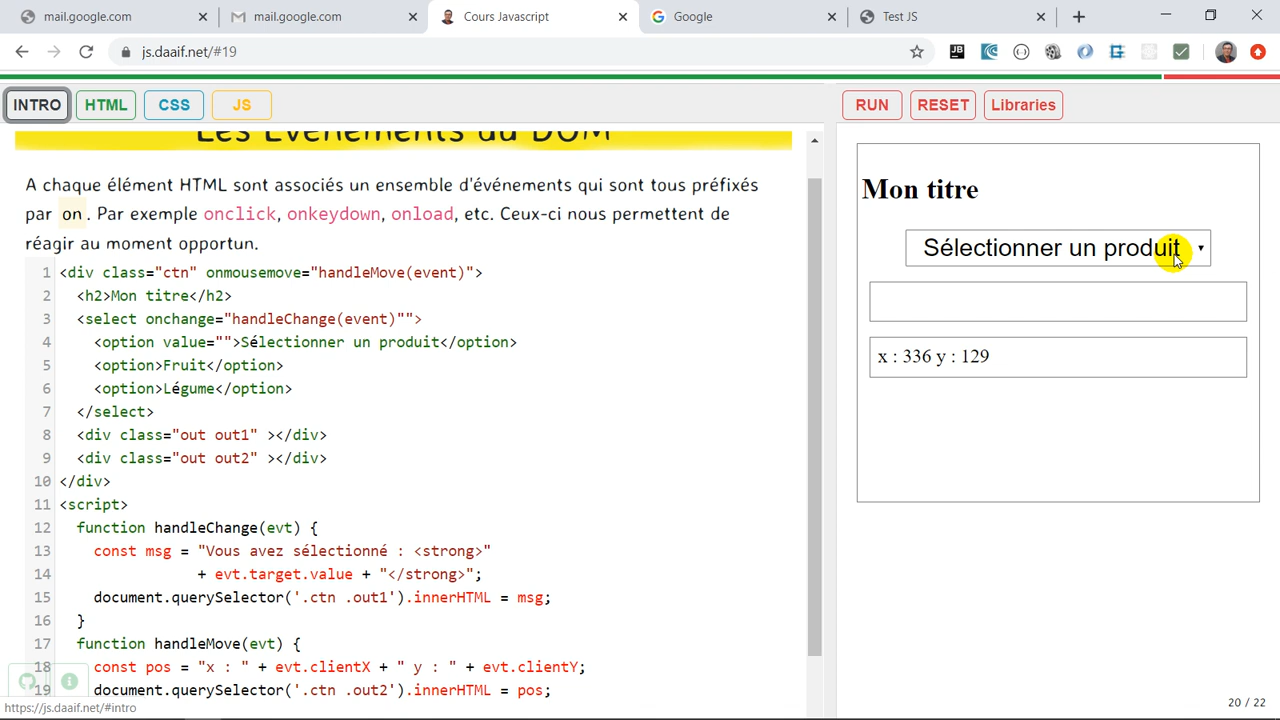 mail.google.com
mail.google.com
Cours Javascript
Google
Test JS
js.daaif.net/#19
INTRO HTML CSS JS
RUN RESET Libraries
Les Evénements du DOM
A chaque élément HTML sont associés un ensemble d'événements qui sont tous préfixés
par on. Par exemple onclick, onkeydown, onload, etc. Ceux-ci nous permettent de
réagir au moment opportun.
1 <div class="ctn" onmousemove="handleMove(event)">
2 <h2>Mon titre</h2>
3 <select onchange="handleChange(event)"">
4 <option value="">Sélectionner un produit</option>
5 <option>Fruit</option>
6 <option>Légume</option>
7 </select>
8 <div class="out out1" ></div>
9 <div class="out out2" ></div>
10 </div>
11 <script>
12 function handleChange(evt) {
13 const msg = "Vous avez sélectionné : <strong>"
14 + evt.target.value + "</strong>";
15 document.querySelector('.ctn .out1').innerHTML = msg;
16 }
17 function handleMove(evt) {
18 const pos = "x : " + evt.clientX + " y : " + evt.clientY;
19 document.querySelector('.ctn .out2').innerHTML = pos;
https://js.daaif.net/#intro
Mon titre
Sélectionner un produit
x : 336 y : 129
20 / 22
JB